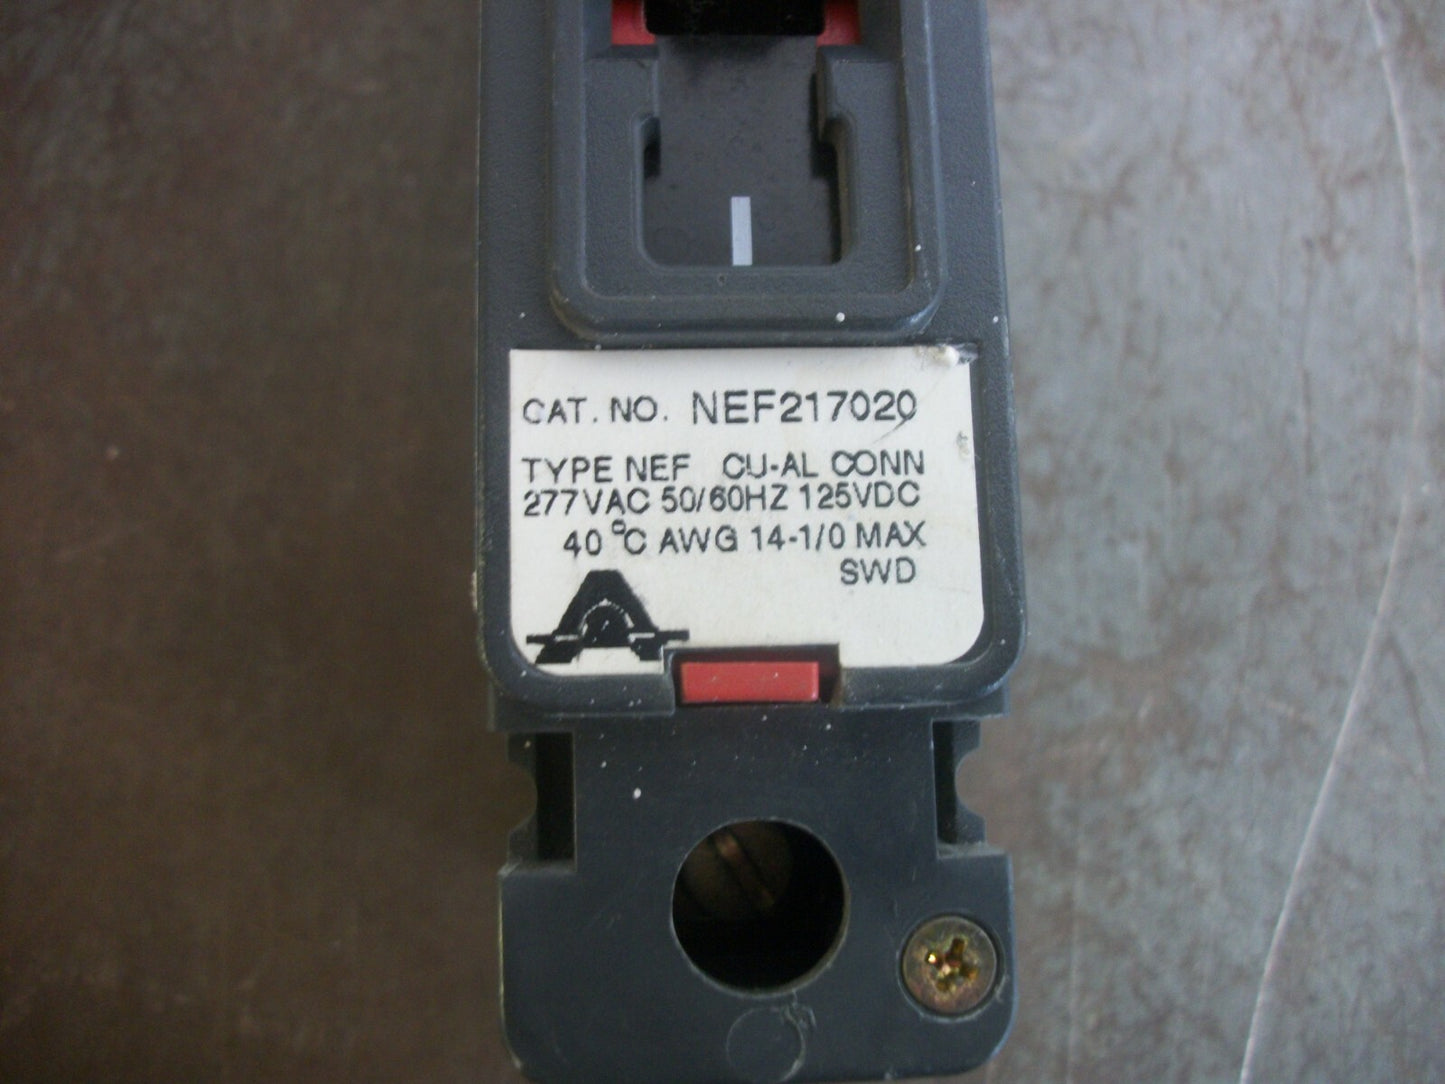 CAT. NO. NEF217020
TYPE NEF CU-AL CONN
277VAC 50/60HZ 125VDC
40 °C AWG 14-1/0 MAX
SWD